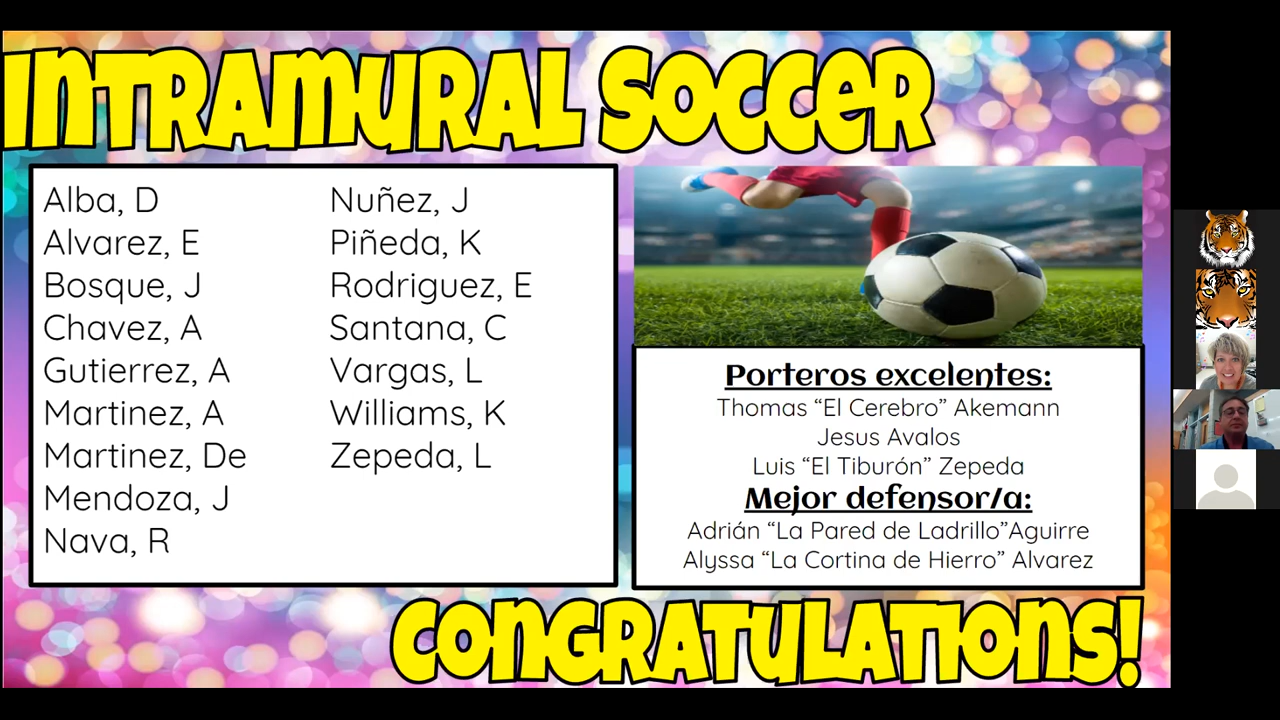 INTRAMURAL SOCCER
Alba, D
Alvarez, E
Bosque, J
Chavez, A
Gutierrez, A
Martinez, A
Martinez, De
Mendoza, J
Nava, R
Nuñez, J
Piñeda, K
Rodriguez, E
Santana, C
Vargas, L
Williams, K
Zepeda, L
Porteros excelentes:
Thomas “El Cerebro” Akemann
Jesus Avalos
Luis “El Tiburón” Zepeda
Mejor defensor/a:
Adrián “La Pared de Ladrillo”Aguirre
Alyssa “La Cortina de Hierro” Alvarez
CONGRATULATIONS!